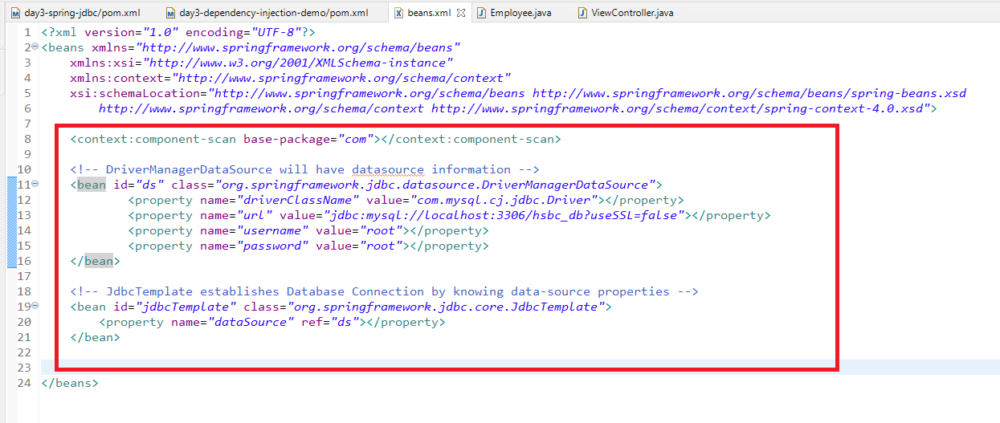 day3-spring-jdbc/pom.xml day3-dependency-injection-demo/pom.xml beans.xml Employee.java ViewController.java
1 <?xml version="1.0" encoding="UTF-8"?>
2 <beans xmlns="http://www.springframework.org/schema/beans"
3 xmlns:xsi="http://www.w3.org/2001/XMLSchema-instance"
4 xmlns:context="http://www.springframework.org/schema/context"
5 xsi:schemaLocation="http://www.springframework.org/schema/beans http://www.springframework.org/schema/beans/spring-beans.xsd
6 http://www.springframework.org/schema/context http://www.springframework.org/schema/context/spring-context-4.0.xsd">
7
8 <context:component-scan base-package="com"></context:component-scan>
9
10 <!-- DriverManagerDataSource will have datasource information -->
11 <bean id="ds" class="org.springframework.jdbc.datasource.DriverManagerDataSource">
12 <property name="driverClassName" value="com.mysql.cj.jdbc.Driver"></property>
13 <property name="url" value="jdbc:mysql://localhost:3306/hsbc_db?useSSL=false"></property>
14 <property name="username" value="root"></property>
15 <property name="password" value="root"></property>
16 </bean>
17
18 <!-- JdbcTemplate establishes Database Connection by knowing data-source properties -->
19 <bean id="jdbcTemplate" class="org.springframework.jdbc.core.JdbcTemplate">
20 <property name="dataSource" ref="ds"></property>
21 </bean>
22
23
24 </beans>